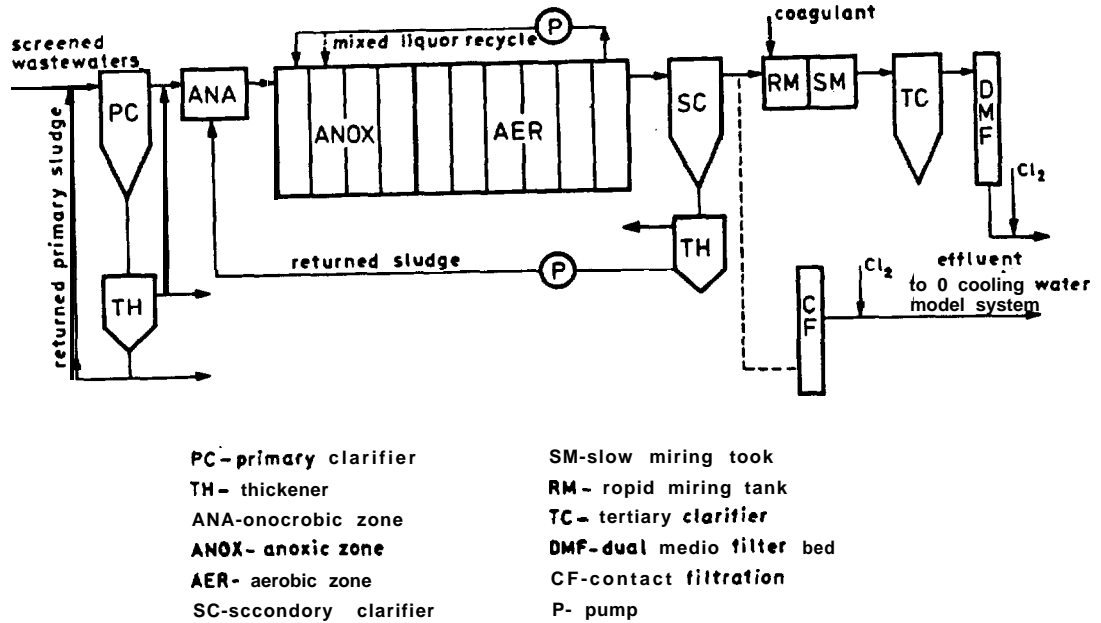 coagulant
screened
wastewaters
mixed liquor recycle
P
PC
ANA
ANOX
AER
SC
RM
SM
TC
DMF
Cl₂
returned primary sludge
TH
returned sludge
P
TH
CF
Cl₂
effluent
to 0 cooling water
model system
PC-primary clarifier
TH- thickener
ANA-onocrobic zone
ANOX- anoxic zone
AER- aerobic zone
SC-sccondory clarifier
SM-slow miring took
RM- ropid miring tank
TC- tertiary clarifier
DMF-dual medio filter bed
CF-contact filtration
P- pump